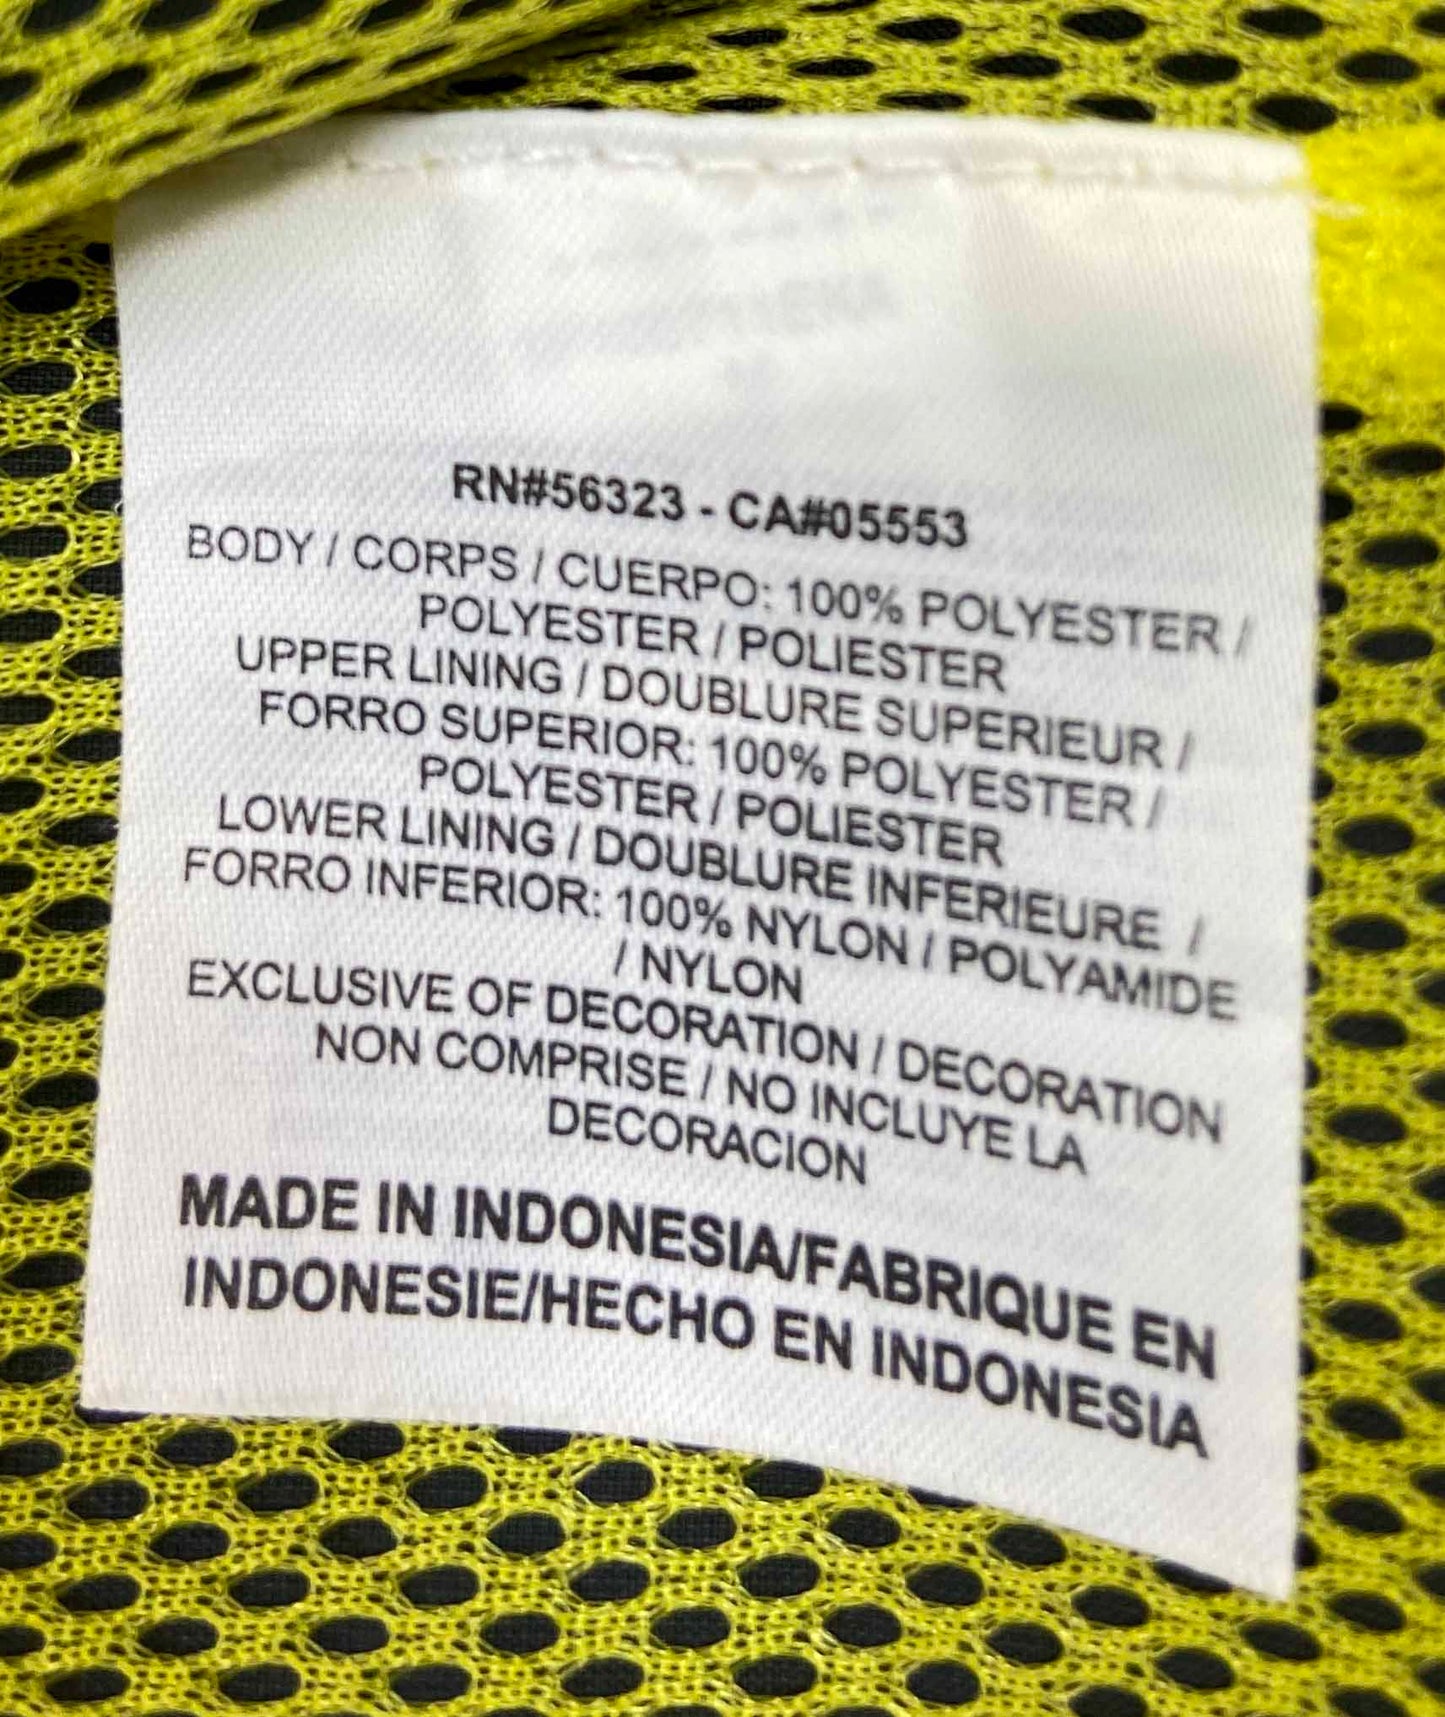 RN#56323 - CA#05553
BODY / CORPS / CUERPO: 100% POLYESTER /
POLYESTER / POLIESTER
UPPER LINING / DOUBLURE SUPERIEUR /
FORRO SUPERIOR: 100% POLYESTER /
POLYESTER / POLIESTER
LOWER LINING / DOUBLURE INFERIEURE /
FORRO INFERIOR: 100% NYLON / POLYAMIDE
/ NYLON
EXCLUSIVE OF DECORATION / DECORATION
NON COMPRISE / NO INCLUYE LA
DECORACION
MADE IN INDONESIA/FABRIQUE EN
INDONESIE/HECHO EN INDONESIA